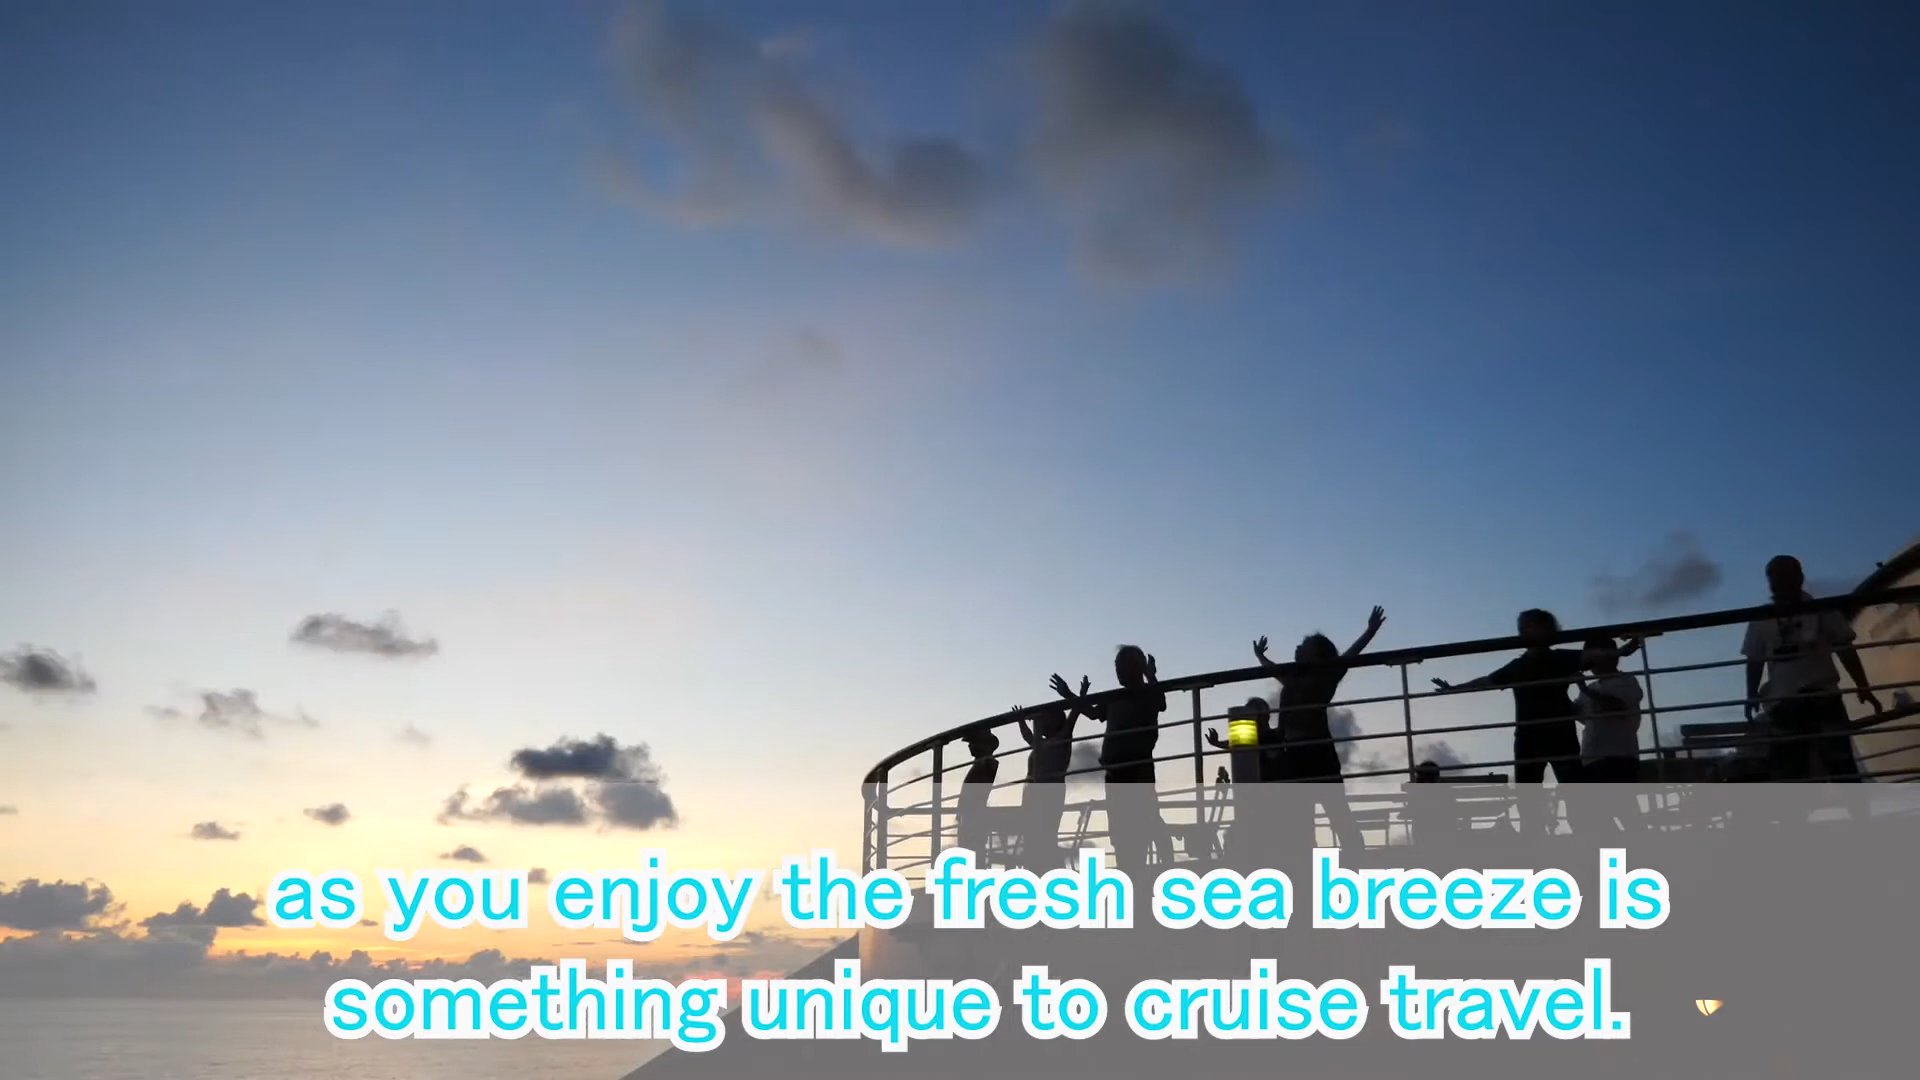 as you enjoy the fresh sea breeze is
something unique to cruise travel.